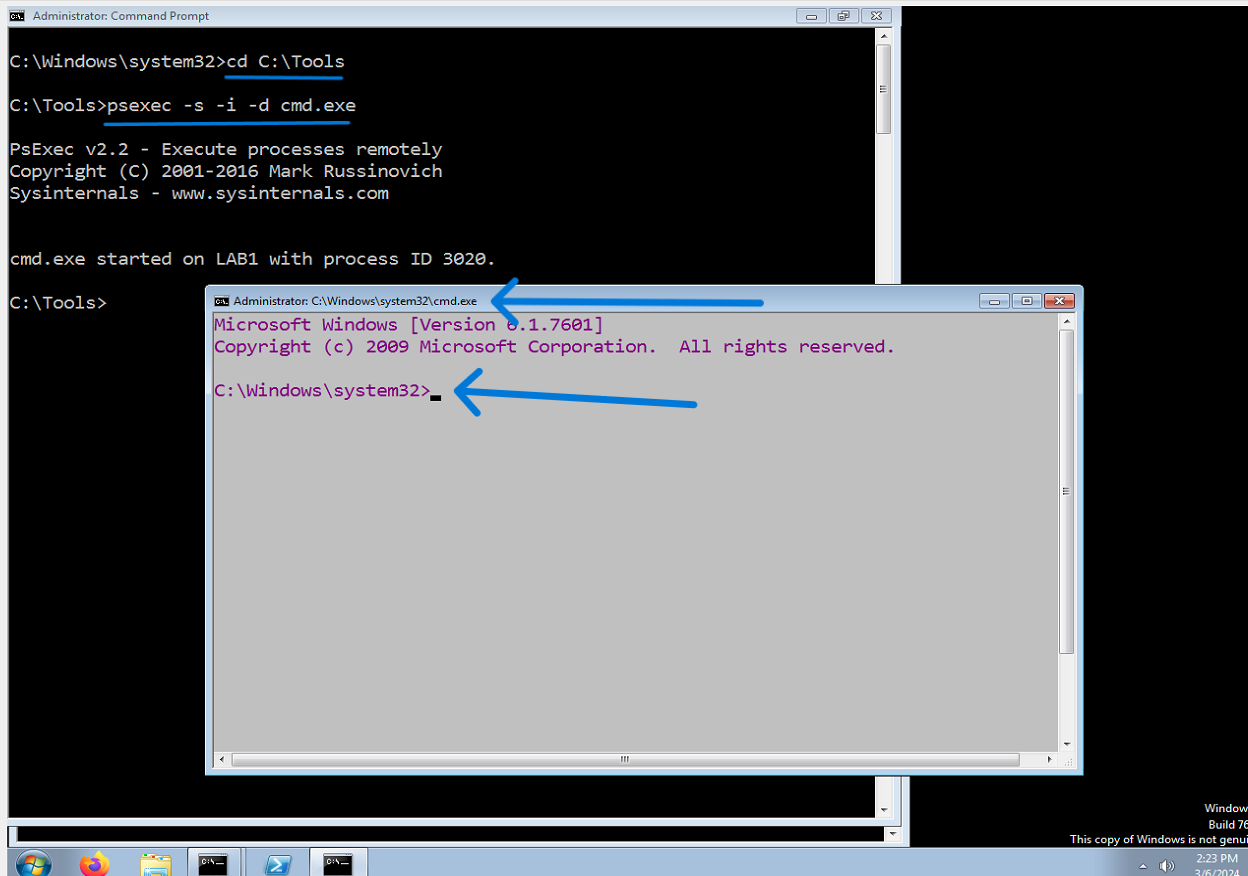 Administrator: Command Prompt
C:\Windows\system32>cd C:\Tools
C:\Tools>psexec -s -i -d cmd.exe
PsExec v2.2 - Execute processes remotely
Copyright (C) 2001-2016 Mark Russinovich
Sysinternals - www.sysinternals.com
cmd.exe started on LAB1 with process ID 3020.
C:\Tools>
Administrator: C:\Windows\system32\cmd.exe
Microsoft Windows [Version 6.1.7601]
Copyright (c) 2009 Microsoft Corporation.  All rights reserved.
C:\Windows\system32>
Window
Build 76
This copy of Windows is not genui
2:23 PM
3/6/2024